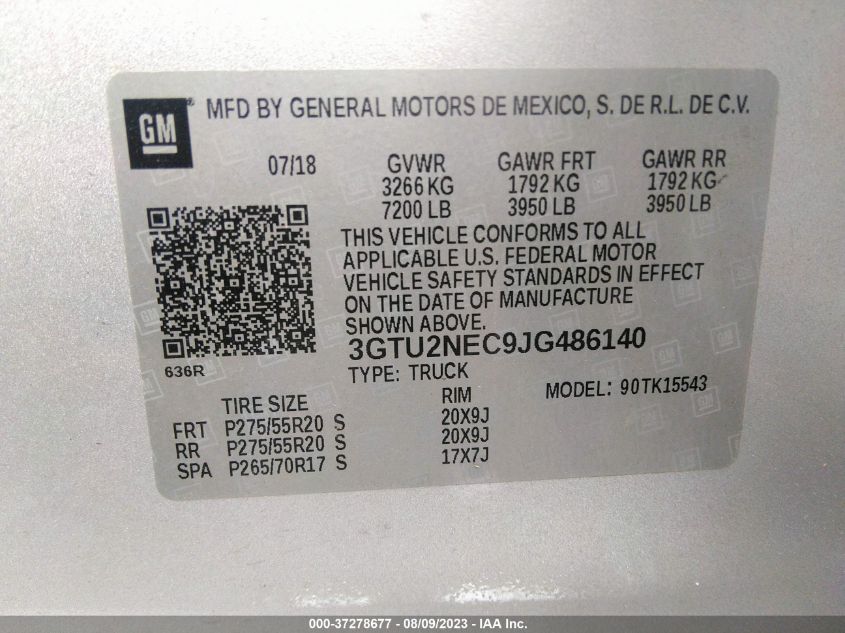 GM ® MFD BY GENERAL MOTORS DE MEXICO, S. DE R.L. DE C.V.
07/18 GVWR GAWR FRT GAWR RR
3266 KG 1792 KG 1792 KG
7200 LB 3950 LB 3950 LB
THIS VEHICLE CONFORMS TO ALL
APPLICABLE U.S. FEDERAL MOTOR
VEHICLE SAFETY STANDARDS IN EFFECT
ON THE DATE OF MANUFACTURE
SHOWN ABOVE.
636R 3GTU2NEC9JG486140
TYPE: TRUCK
TIRE SIZE RIM MODEL: 90TK15543
FRT P275/55R20 S 20X9J
RR P275/55R20 S 20X9J
SPA P265/70R17 S 17X7J
000-37278677 - 08/09/2023 - IAA Inc.